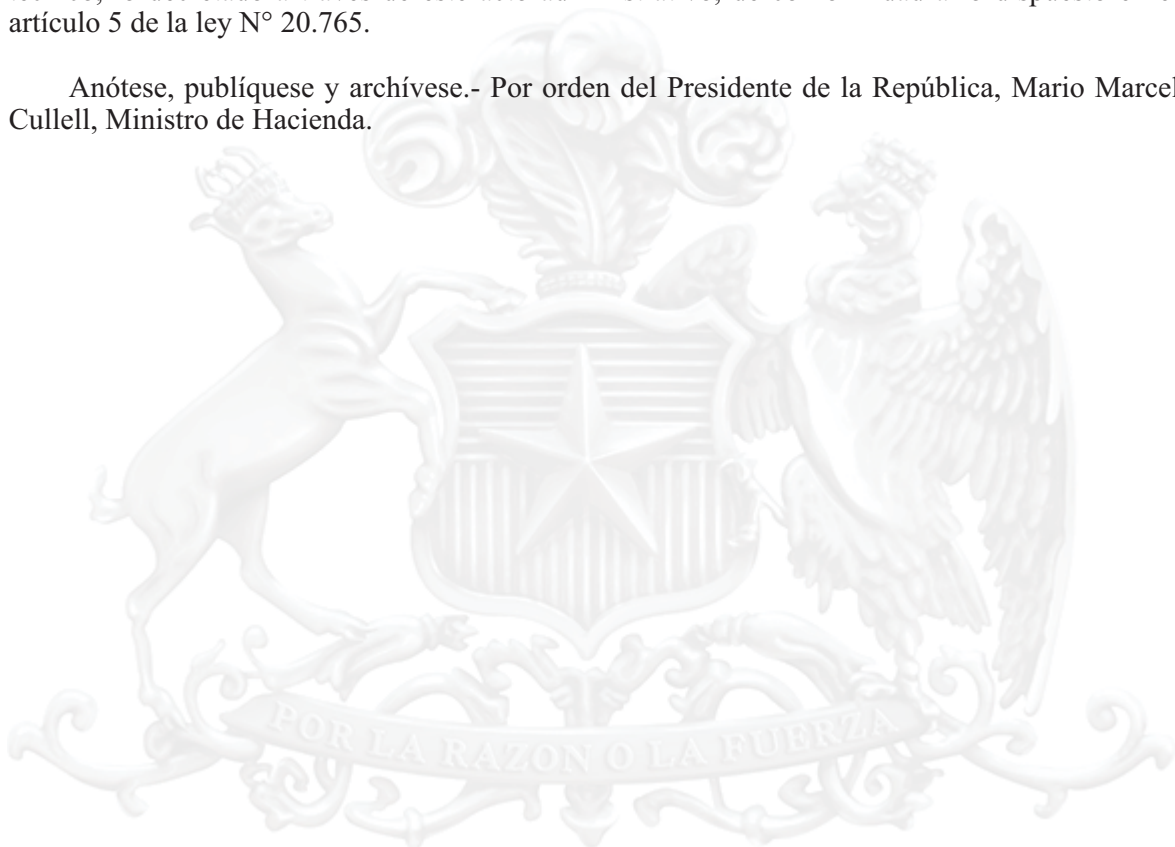 artículo 5 de la ley N° 20.765.
Anótese, publíquese y archívese.- Por orden del Presidente de la República, Mario Marcel
Cullell, Ministro de Hacienda.
POR LA RAZON O LA FUERZA